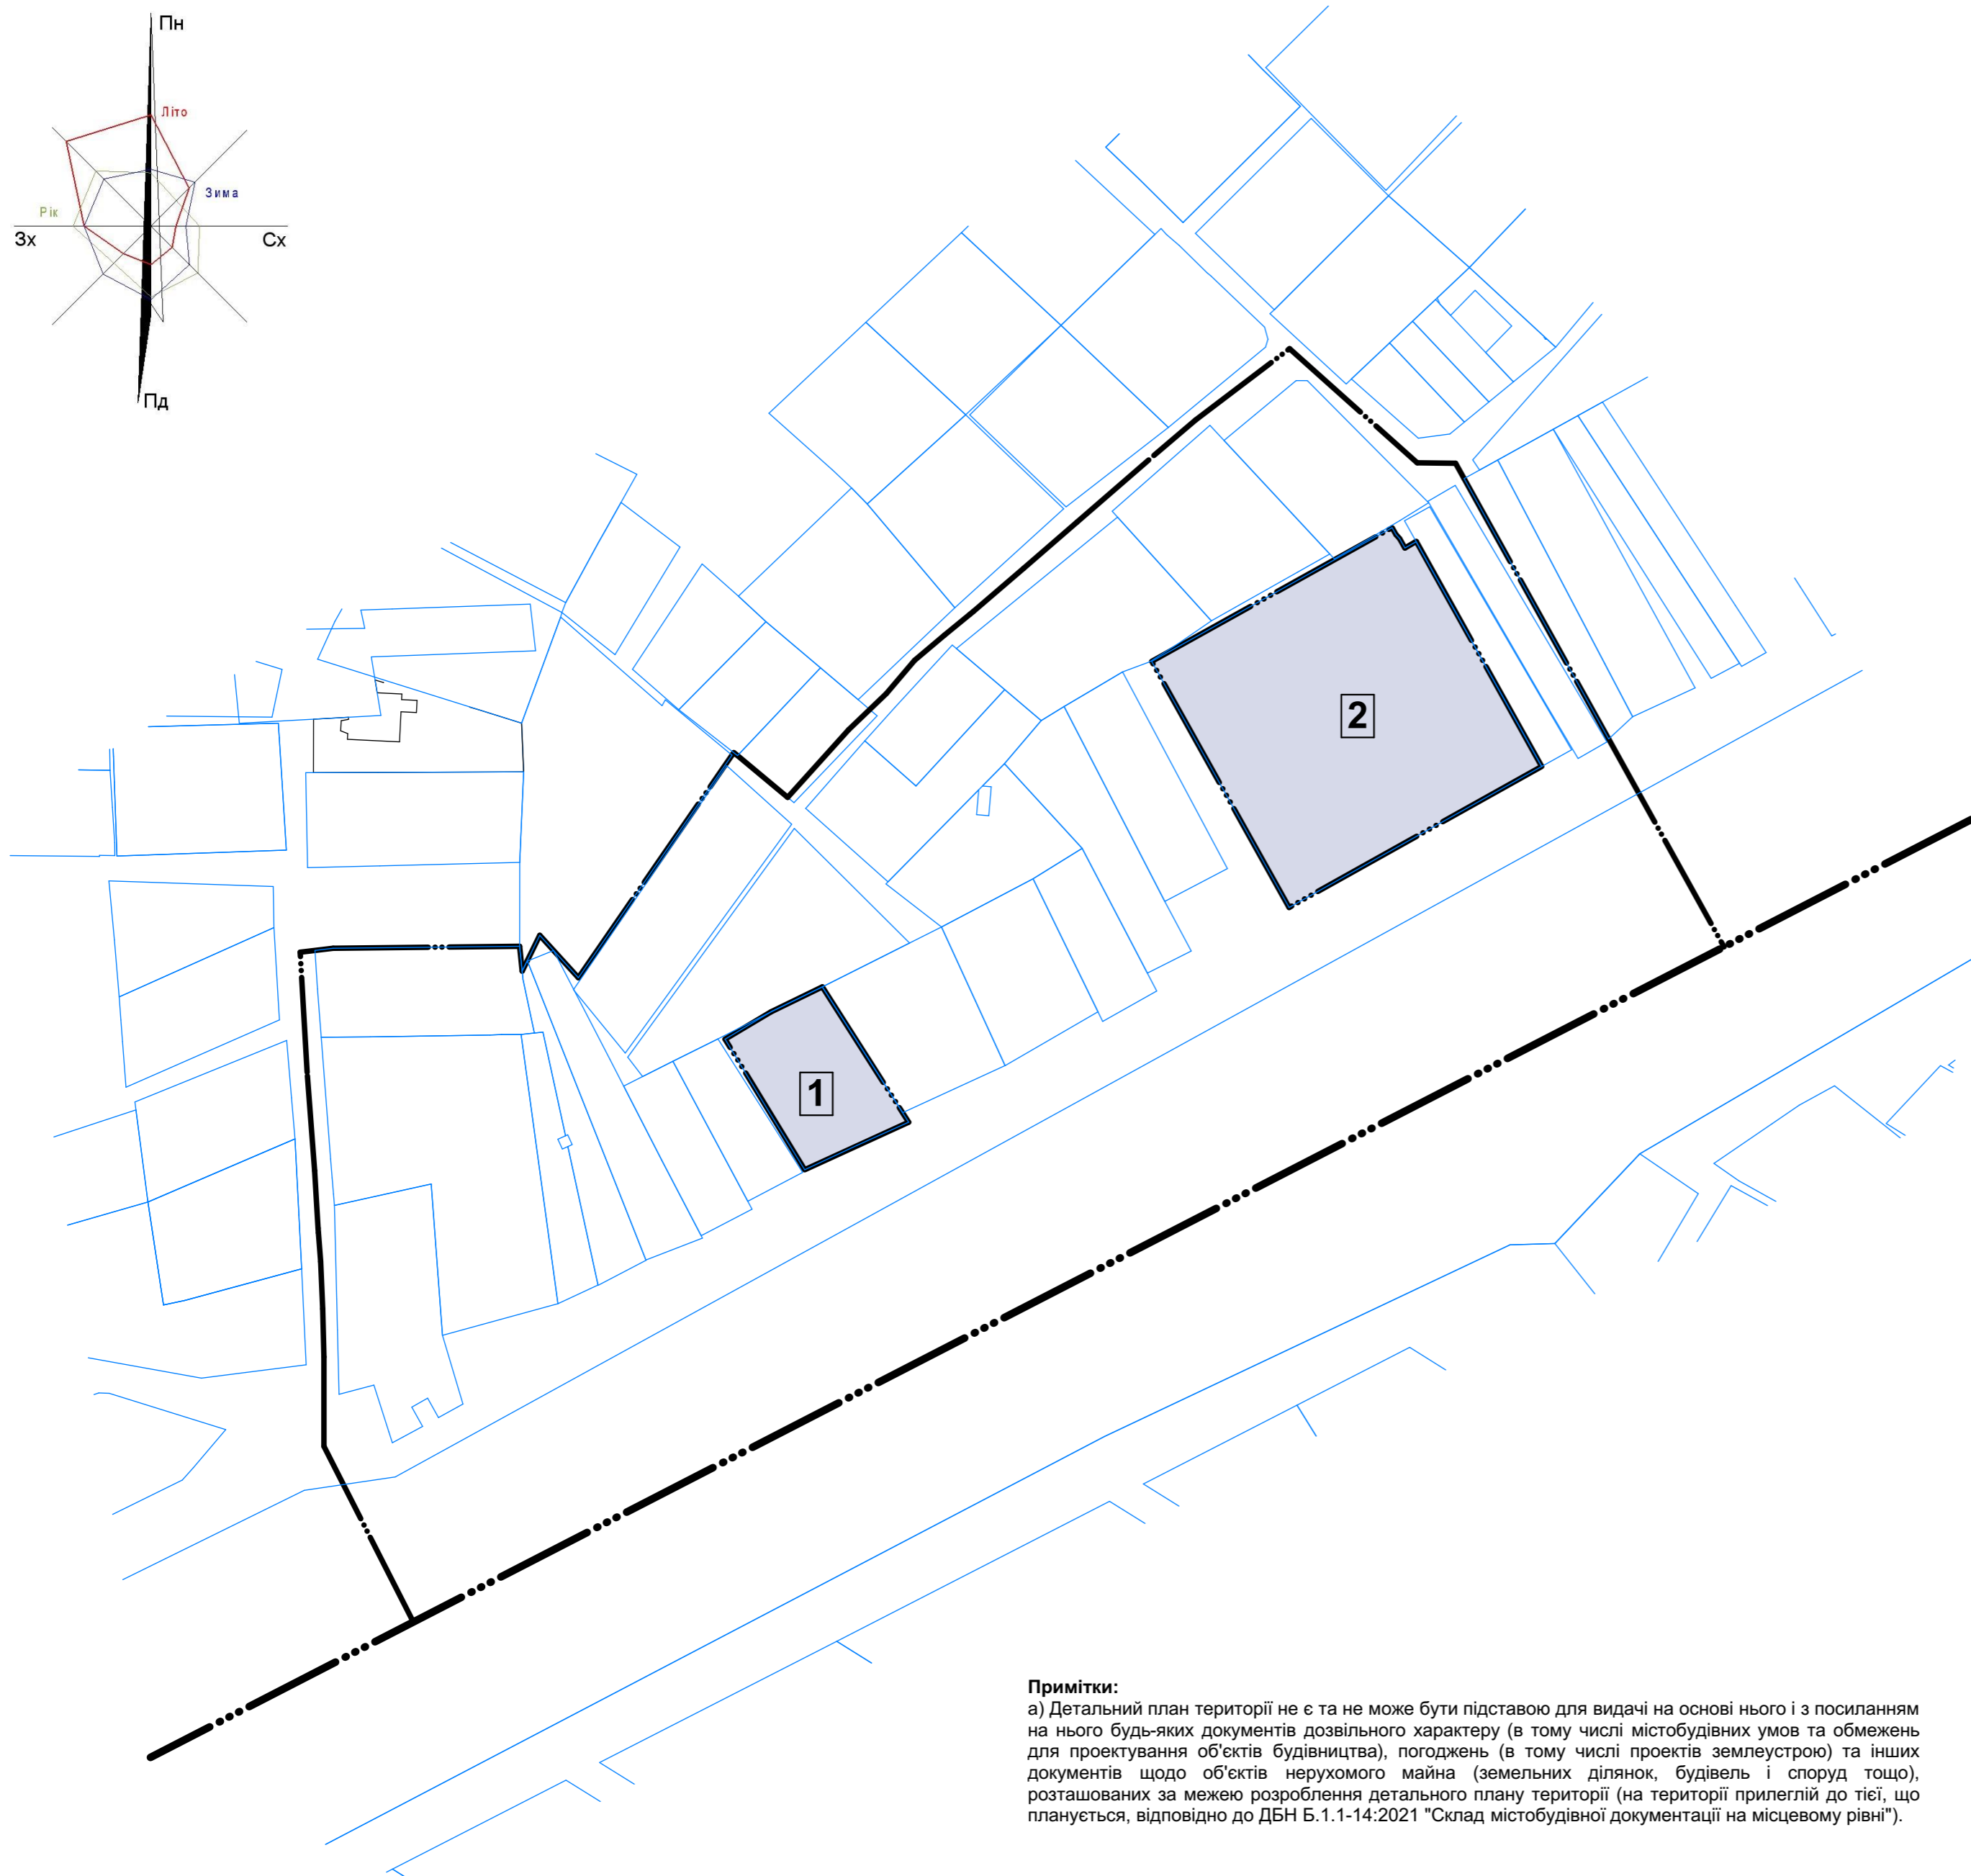 Пн
Літо
Зима
Рік
Зх
Сх
Пд
2
1
Примітки:
а) Детальний план території не є та не може бути підставою для видачі на основі нього і з посиланням
на нього будь-яких документів дозвільного характеру (в тому числі містобудівних умов та обмежень
для проектування об'єктів будівництва), погоджень (в тому числі проектів землеустрою) та інших
документів щодо об'єктів нерухомого майна (земельних ділянок, будівель і споруд тощо),
розташованих за межею розроблення детального плану території (на території прилеглій до тієї, що
планується, відповідно до ДБН Б.1.1-14:2021 "Склад містобудівної документації на місцевому рівні").